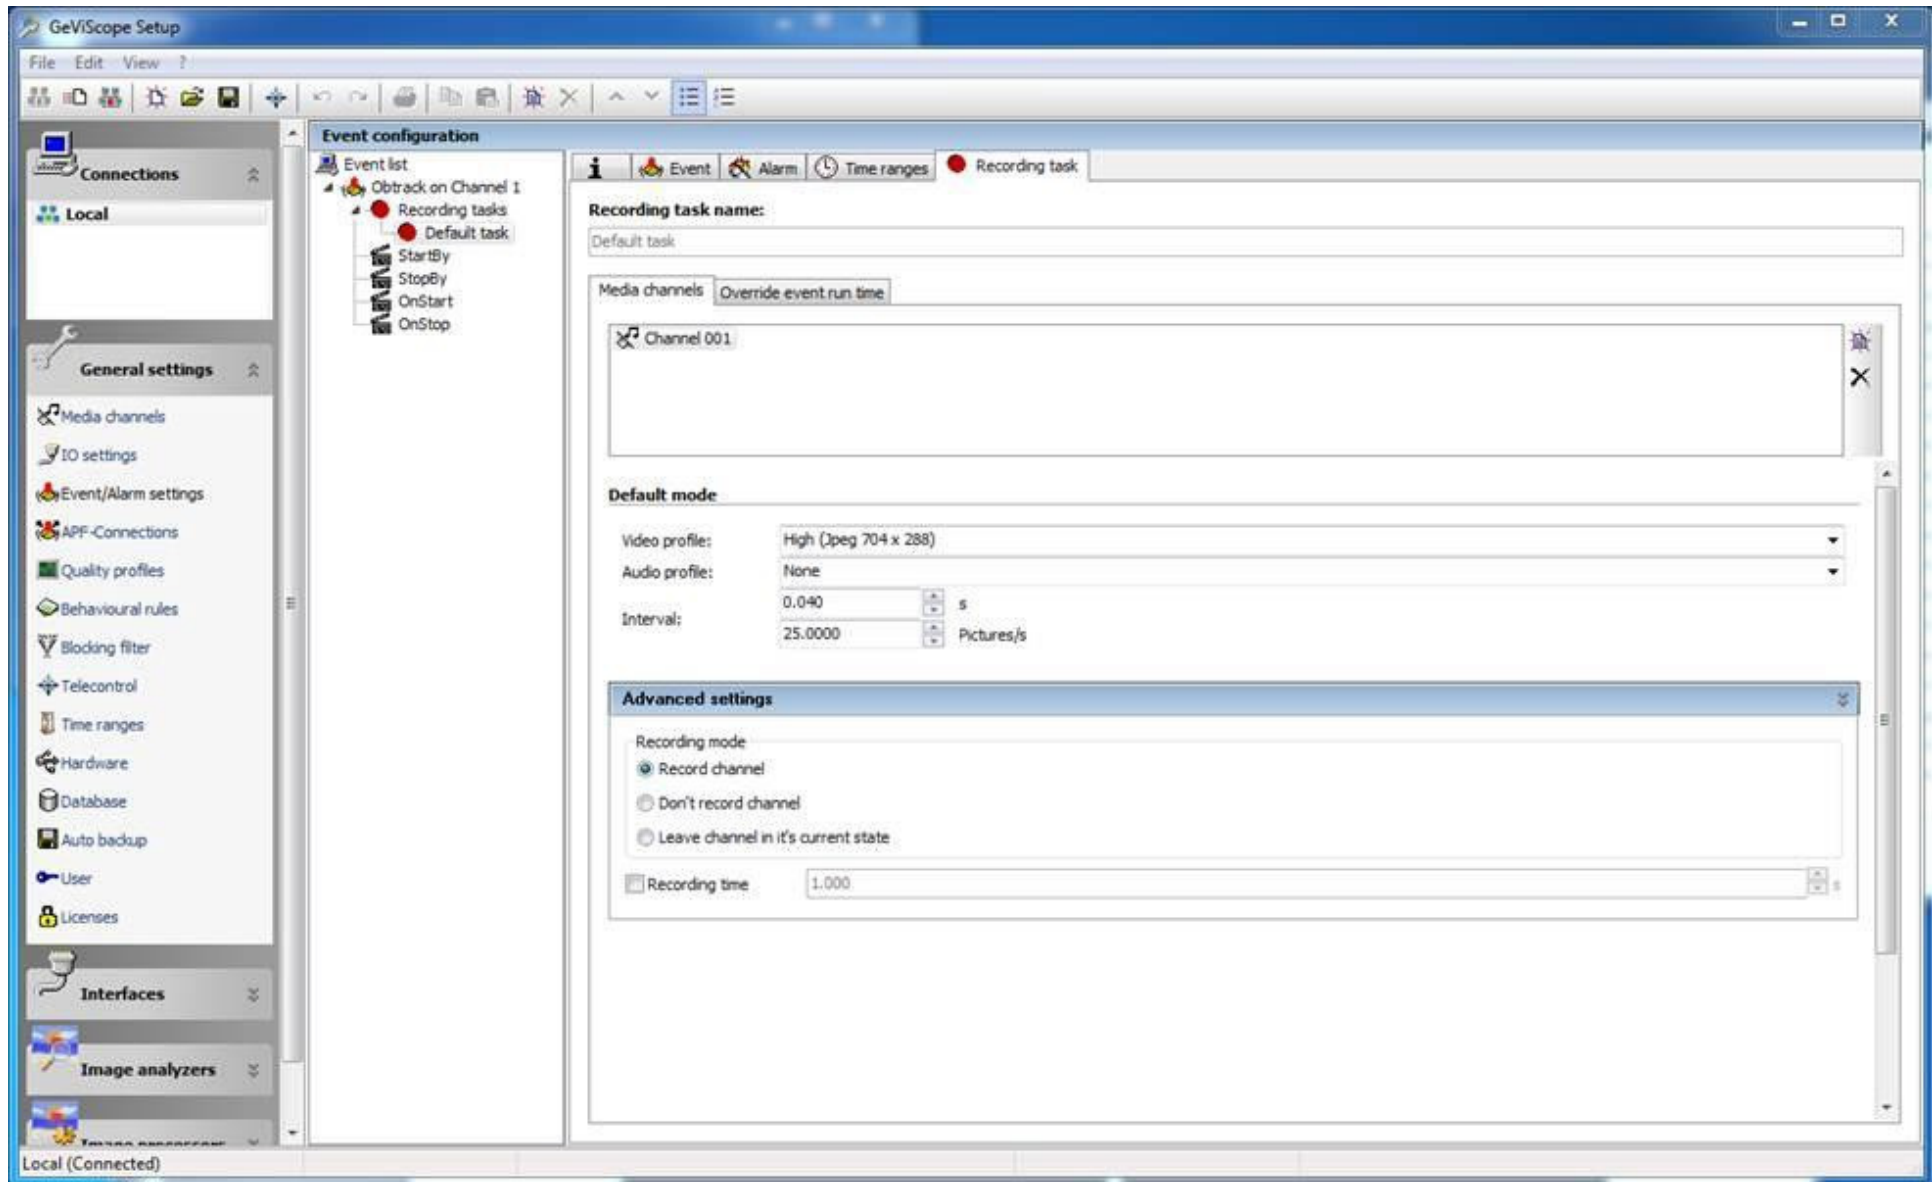 GeViScope Setup
File Edit View ?
Connections
Local
General settings
Media channels
IO settings
Event/Alarm settings
APF-Connections
Quality profiles
Behavioural rules
Blocking filter
Telecontrol
Time ranges
Hardware
Database
Auto backup
User
Licenses
Interfaces
Image analyzers
Image processors
Event configuration
Event list
Obtrack on Channel 1
Recording tasks
Default task
StartBy
StopBy
OnStart
OnStop
i Event Alarm Time ranges Recording task
Recording task name:
Default task
Media channels Override event run time
Channel 001
Default mode
Video profile: High (Jpeg 704 x 288)
Audio profile: None
Interval: 0.040 s
25.0000 Pictures/s
Advanced settings
Recording mode
Record channel
Don't record channel
Leave channel in it's current state
Recording time 1.000 s
Local (Connected)